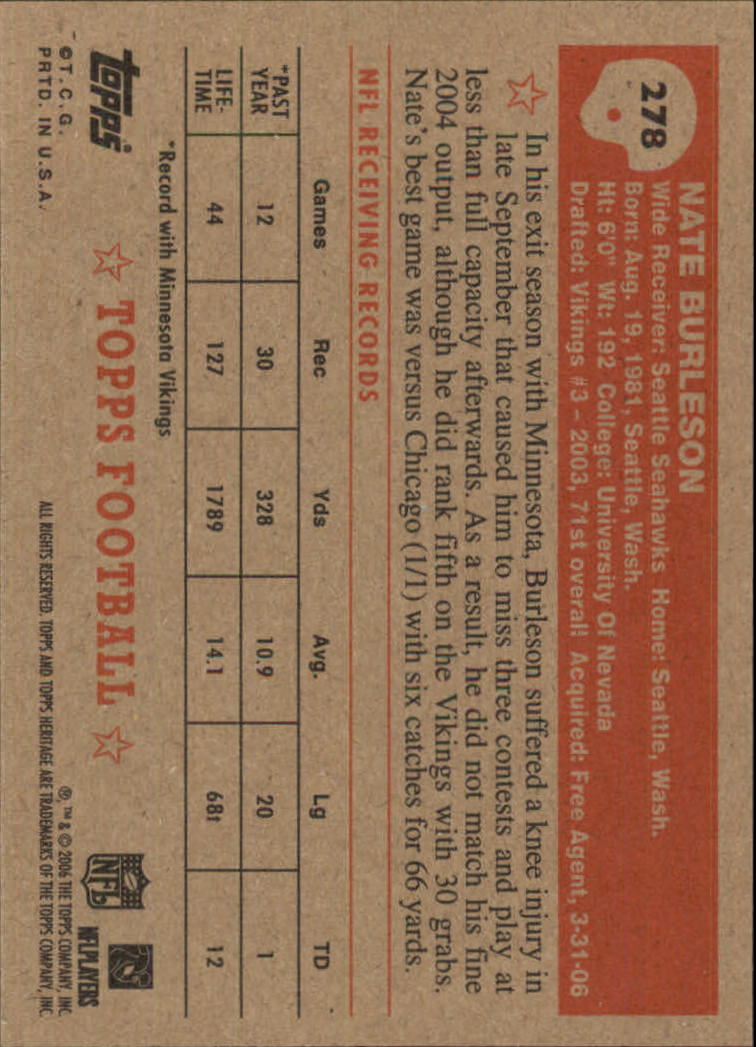 278
NATE BURLESON
Wide Receiver: Seattle Seahawks Home: Seattle, Wash.
Born: Aug. 19, 1981, Seattle, Wash.
Ht: 6'0" Wt: 192 College: University Of Nevada
Drafted: Vikings #3 - 2003, 71st overall Acquired: Free Agent, 3-31-06
In his exit season with Minnesota, Burleson suffered a knee injury in
late September that caused him to miss three contests and play at
less than full capacity afterwards. As a result, he did not match his fine
2004 output, although he did rank fifth on the Vikings with 30 grabs.
Nate's best game was versus Chicago (1/1) with six catches for 66 yards.
NFL RECEIVING RECORDS
Games Rec Yds Avg. Lg TD
*PAST
YEAR 12 30 328 10.9 20 1
LIFE-
TIME 44 127 1789 14.1 68t 12
*Record with Minnesota Vikings
topps
TOPPS FOOTBALL
NFL
NFLPLAYERS
©T.C.G.
PRTD. IN U.S.A.
®, ™ & © 2006 THE TOPPS COMPANY, INC.
ALL RIGHTS RESERVED. TOPPS AND TOPPS HERITAGE ARE TRADEMARKS OF THE TOPPS COMPANY, INC.